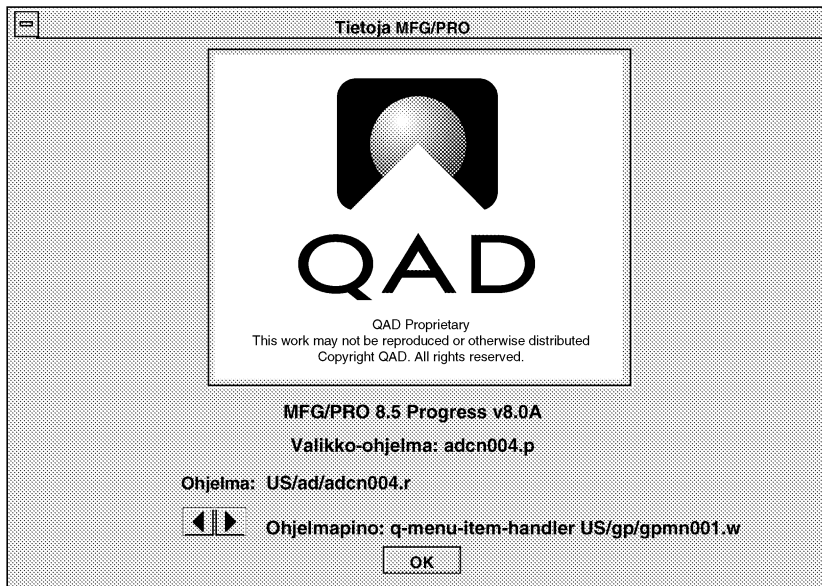 Tietoja MFG/PRO
QAD
QAD Proprietary
This work may not be reproduced or otherwise distributed
Copyright QAD. All rights reserved.
MFG/PRO 8.5 Progress v8.0A
Valikko-ohjelma: adcn004.p
Ohjelma: US/ad/adcn004.r
Ohjelmapino: q-menu-item-handler US/gp/gpmn001.w
OK